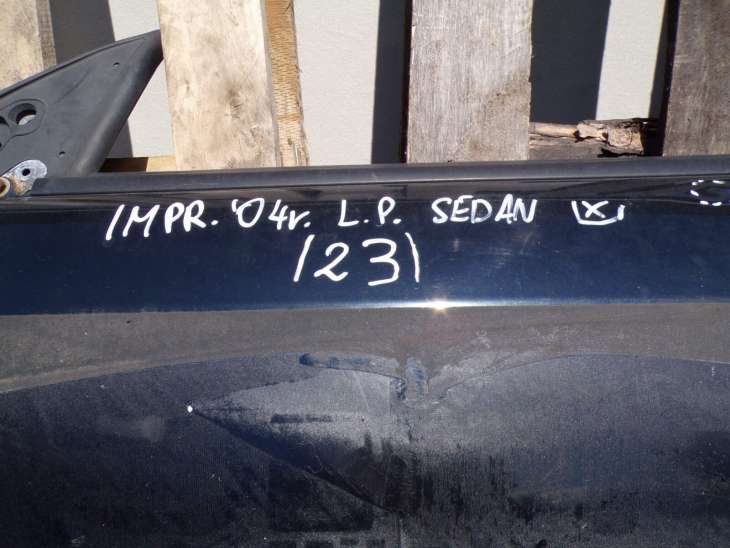 IMPR. '04r. L.P. SEDAN |X|
1231